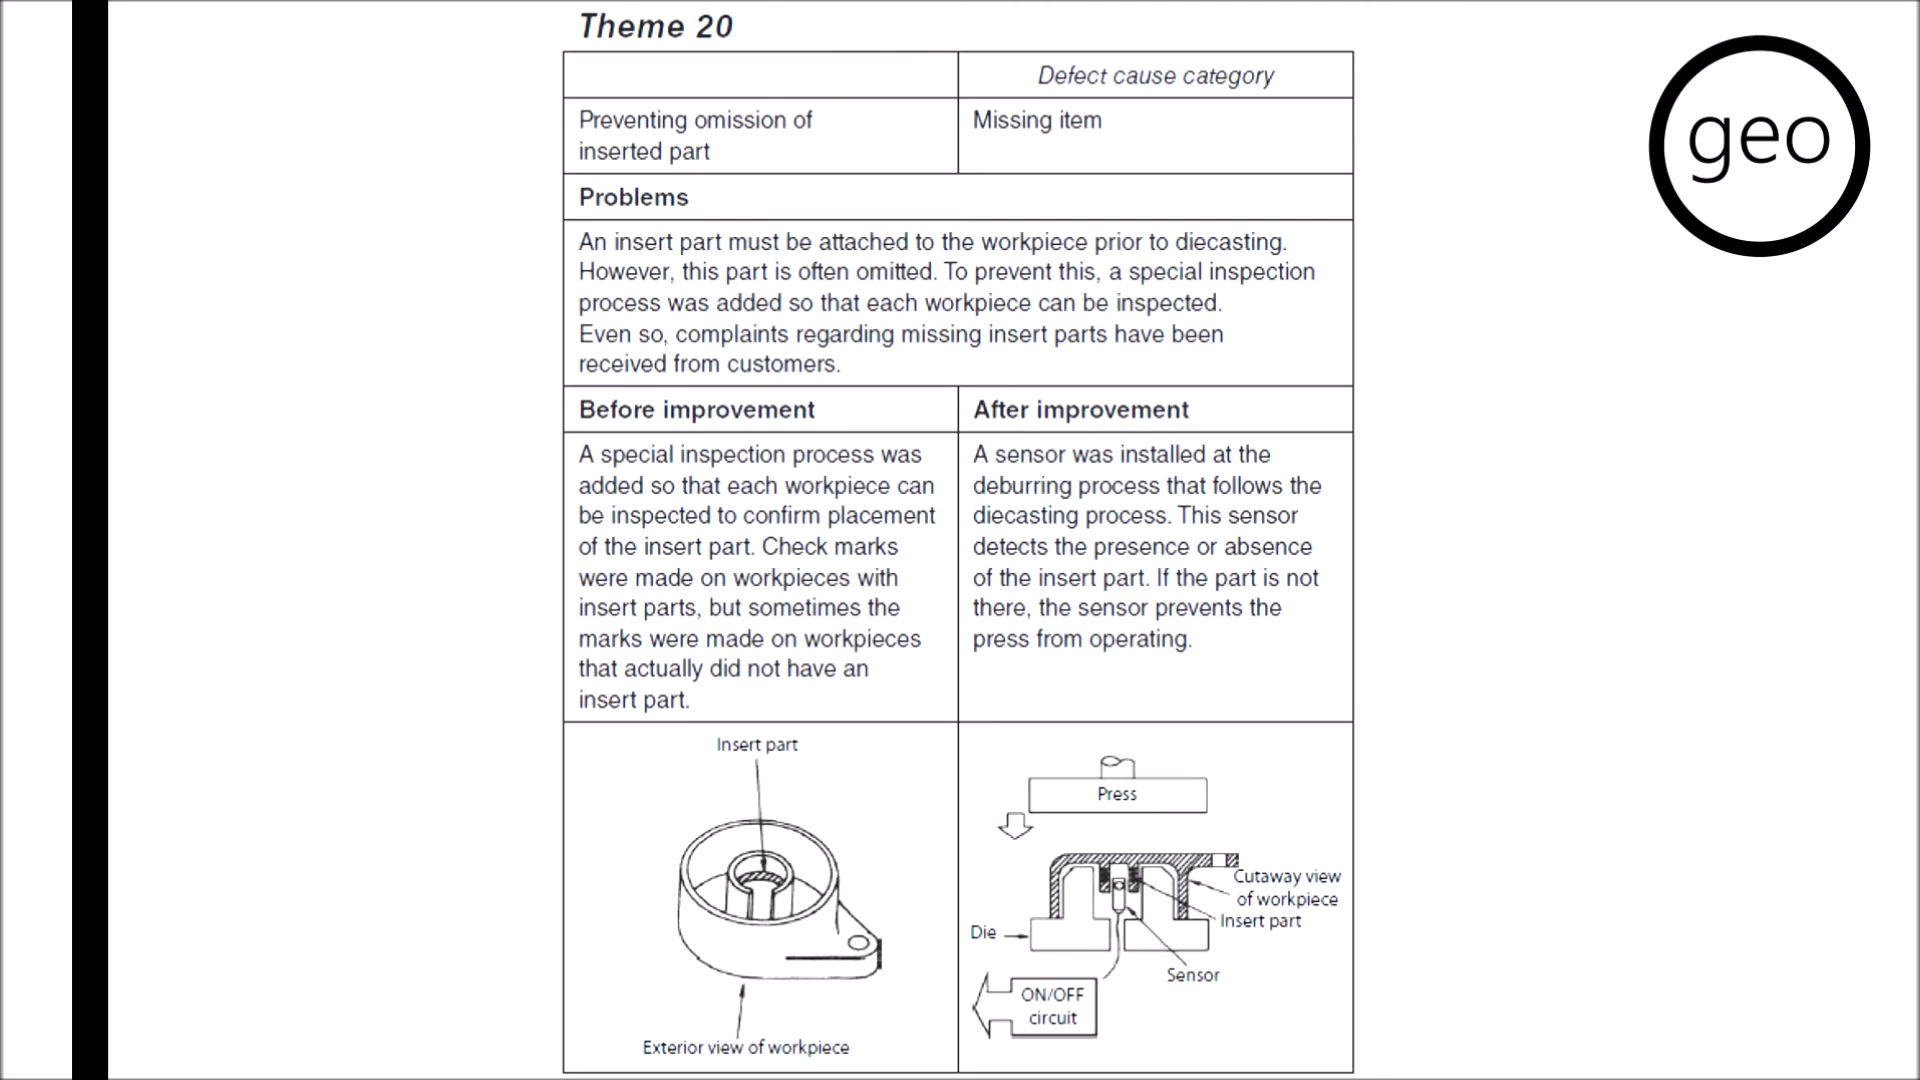 Theme 20
geo
Defect cause category
Preventing omission of
inserted part
Missing item
Problems
An insert part must be attached to the workpiece prior to diecasting.
However, this part is often omitted. To prevent this, a special inspection
process was added so that each workpiece can be inspected.
Even so, complaints regarding missing insert parts have been
received from customers.
Before improvement
A special inspection process was
added so that each workpiece can
be inspected to confirm placement
of the insert part. Check marks
were made on workpieces with
insert parts, but sometimes the
marks were made on workpieces
that actually did not have an
insert part.
After improvement
A sensor was installed at the
deburring process that follows the
diecasting process. This sensor
detects the presence or absence
of the insert part. If the part is not
there, the sensor prevents the
press from operating.
Insert part
Exterior view of workpiece
Press
Cutaway view
of workpiece
Insert part
Die
Sensor
ON/OFF
circuit